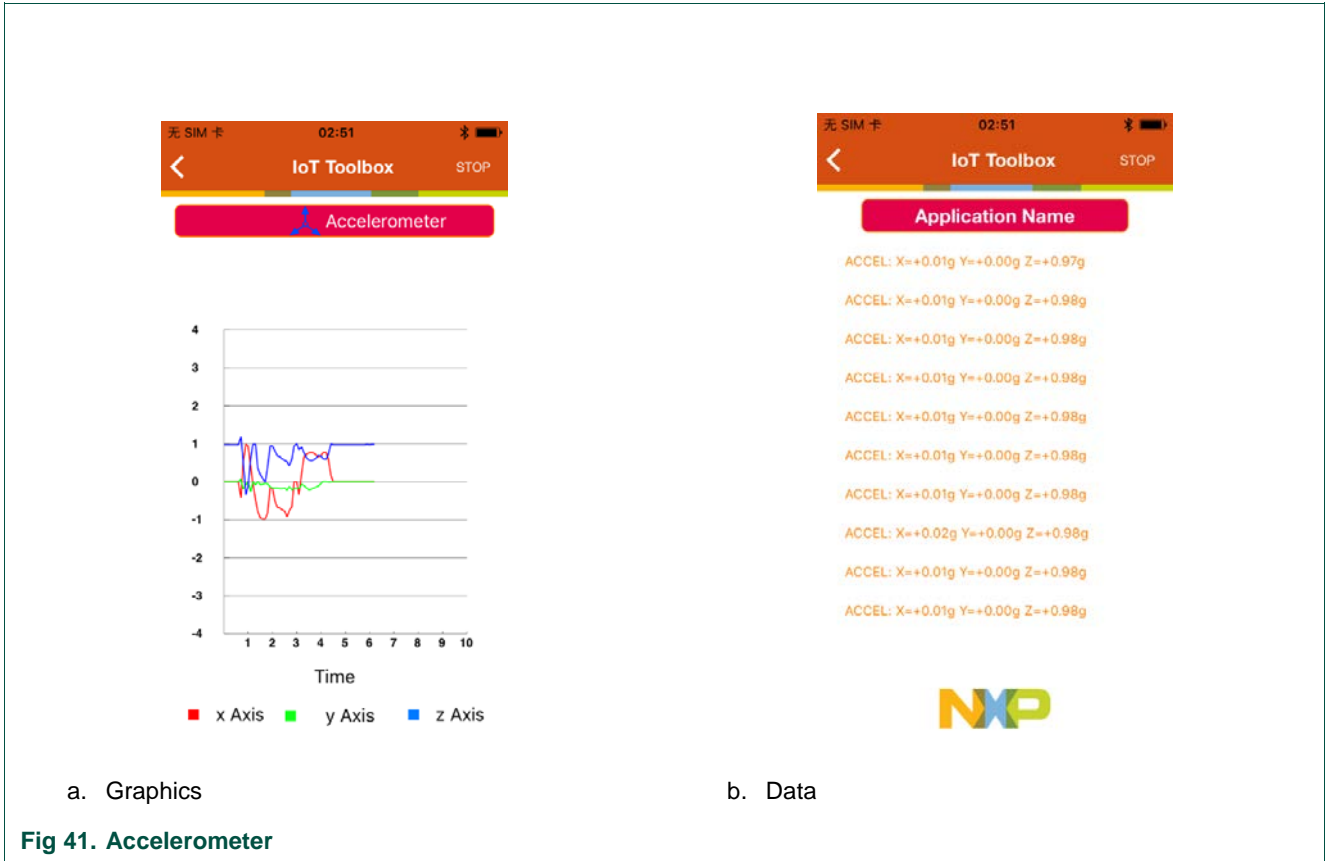 无 SIM 卡 02:51
IoT Toolbox STOP
Accelerometer
4
3
2
1
0
-1
-2
-3
-4
1 2 3 4 5 6 7 8 9 10
Time
x Axis y Axis z Axis
a. Graphics
无 SIM 卡 02:51
IoT Toolbox STOP
Application Name
ACCEL: X=+0.01g Y=+0.00g Z=+0.97g
ACCEL: X=+0.01g Y=+0.00g Z=+0.98g
ACCEL: X=+0.01g Y=+0.00g Z=+0.98g
ACCEL: X=+0.01g Y=+0.00g Z=+0.98g
ACCEL: X=+0.01g Y=+0.00g Z=+0.98g
ACCEL: X=+0.01g Y=+0.00g Z=+0.98g
ACCEL: X=+0.01g Y=+0.00g Z=+0.98g
ACCEL: X=+0.02g Y=+0.00g Z=+0.98g
ACCEL: X=+0.01g Y=+0.00g Z=+0.98g
ACCEL: X=+0.01g Y=+0.00g Z=+0.98g
NXP
b. Data
Fig 41. Accelerometer